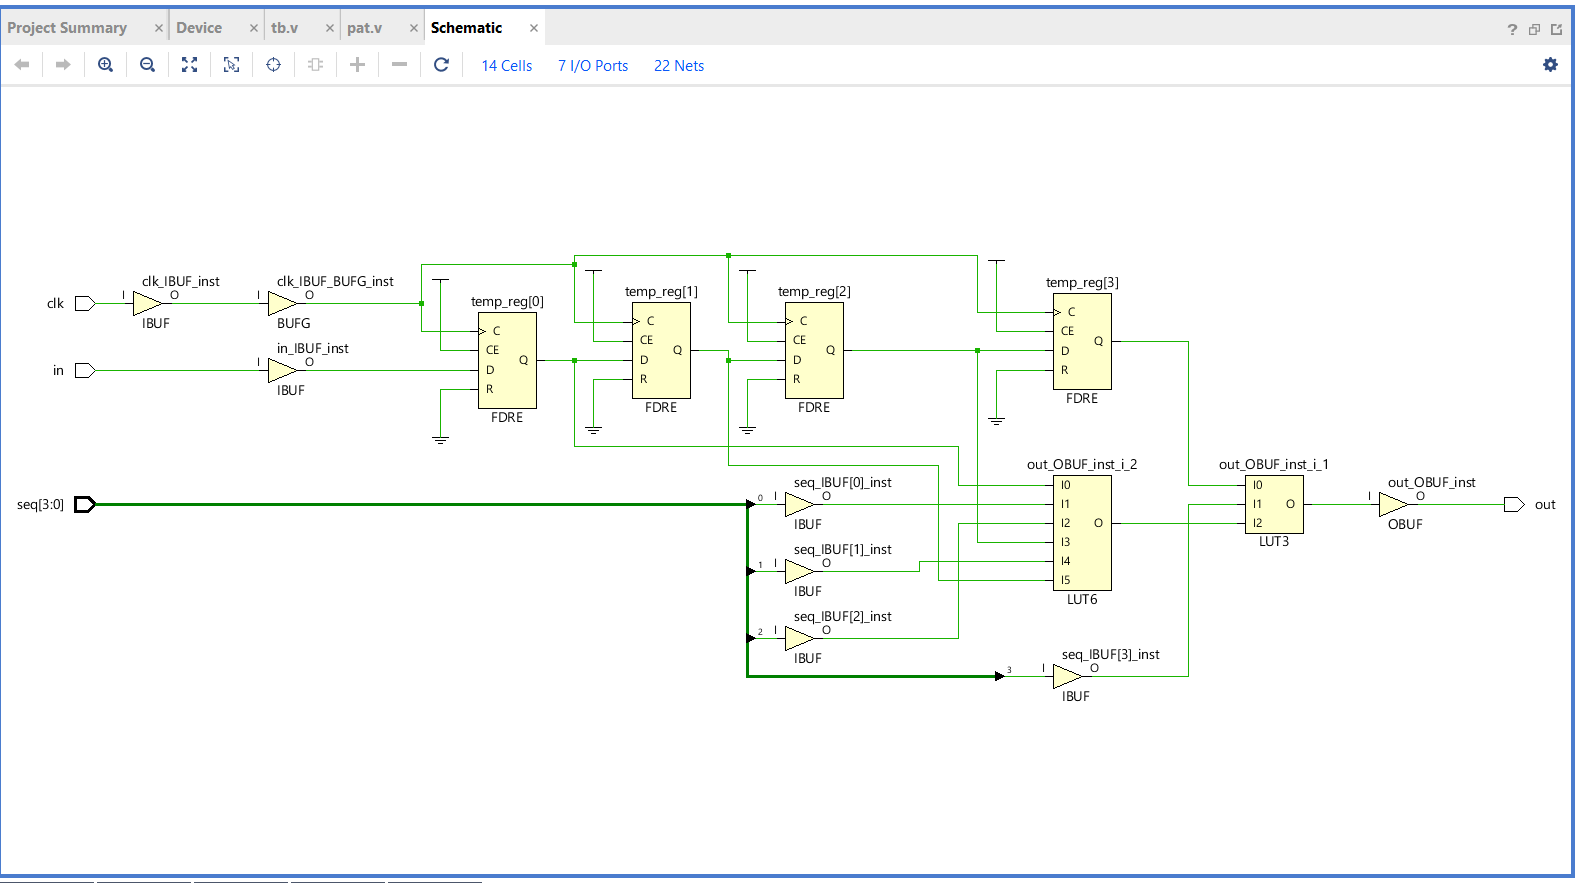 Project Summary × Device × tb.v × pat.v × Schematic × ?
14 Cells 7 I/O Ports 22 Nets
clk
I
clk_IBUF_inst
O
IBUF
I
clk_IBUF_BUFG_inst
O
BUFG
in
I
in_IBUF_inst
O
IBUF
temp_reg[0]
C
CE
D
R
Q
FDRE
temp_reg[1]
C
CE
D
R
Q
FDRE
temp_reg[2]
C
CE
D
R
Q
FDRE
temp_reg[3]
C
CE
D
R
Q
FDRE
seq[3:0]
0
I
seq_IBUF[0]_inst
O
IBUF
1
I
seq_IBUF[1]_inst
O
IBUF
2
I
seq_IBUF[2]_inst
O
IBUF
3
I
seq_IBUF[3]_inst
O
IBUF
out_OBUF_inst_i_2
I0
I1
I2
I3
I4
I5
O
LUT6
out_OBUF_inst_i_1
I0
I1
I2
O
LUT3
I
out_OBUF_inst
O
OBUF
out